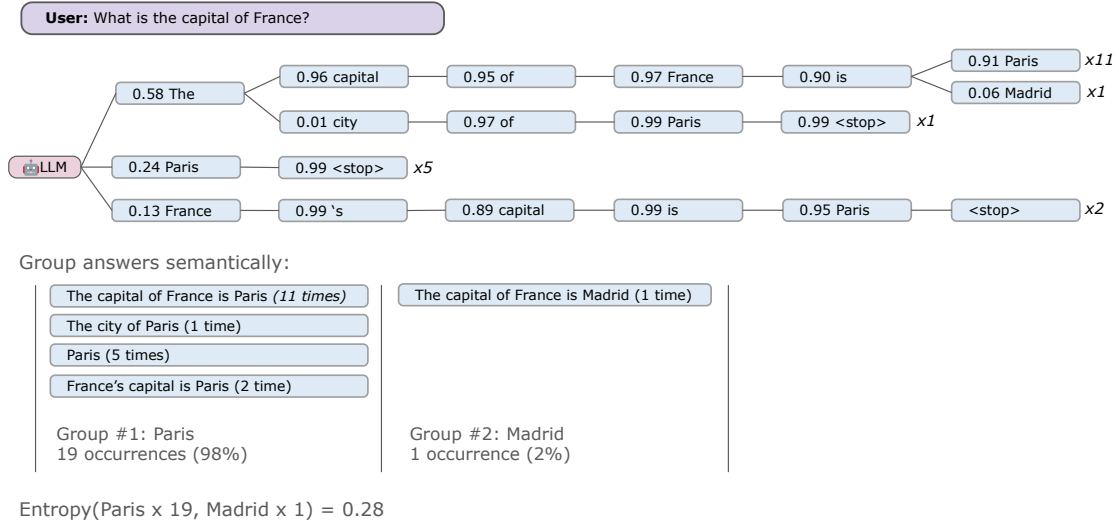 User: What is the capital of France?
0.91 Paris x11
0.96 capital 0.95 of 0.97 France 0.90 is
0.58 The 0.06 Madrid x1
0.01 city 0.97 of 0.99 Paris 0.99 <stop> x1
🤖LLM 0.24 Paris 0.99 <stop> x5
0.13 France 0.99 ‘s 0.89 capital 0.99 is 0.95 Paris <stop> x2
Group answers semantically:
The capital of France is Paris (11 times)
The city of Paris (1 time)
Paris (5 times)
France’s capital is Paris (2 time)
Group #1: Paris
19 occurrences (98%)
The capital of France is Madrid (1 time)
Group #2: Madrid
1 occurrence (2%)
Entropy(Paris x 19, Madrid x 1) = 0.28